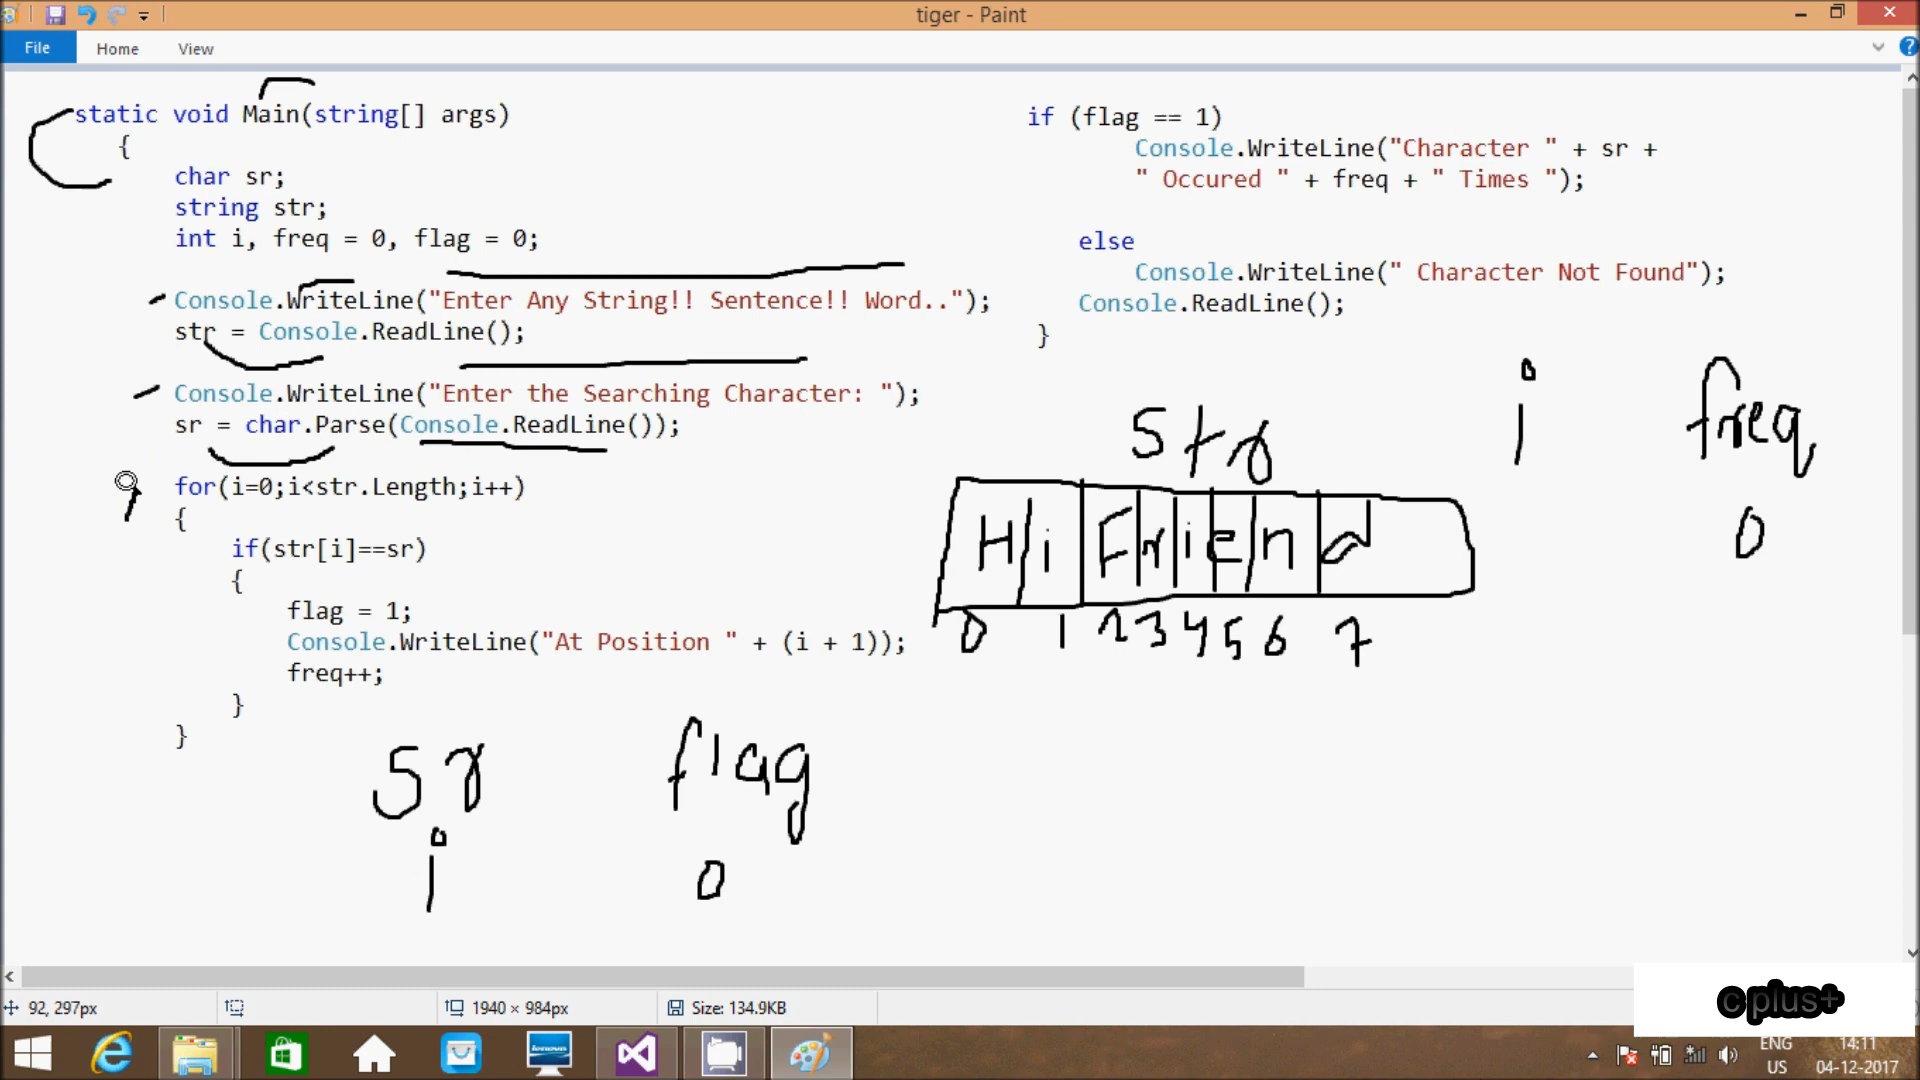 tiger - Paint
File Home View
static void Main(string[] args)
{
char sr;
string str;
int i, freq = 0, flag = 0;
Console.WriteLine("Enter Any String!! Sentence!! Word..");
str = Console.ReadLine();
Console.WriteLine("Enter the Searching Character: ");
sr = char.Parse(Console.ReadLine());
for(i=0;i<str.Length;i++)
{
if(str[i]==sr)
{
flag = 1;
Console.WriteLine("At Position " + (i + 1));
freq++;
}
}
if (flag == 1)
Console.WriteLine("Character " + sr +
" Occured " + freq + " Times ");
else
Console.WriteLine(" Character Not Found");
Console.ReadLine();
}
str i freq
Hi Friend 0
0 1 2 3 4 5 6 7
sr flag
i 0
92, 297px 1940 × 984px Size: 134.9KB
c plus+
lenovo
ENG 14:11
US 04-12-2017